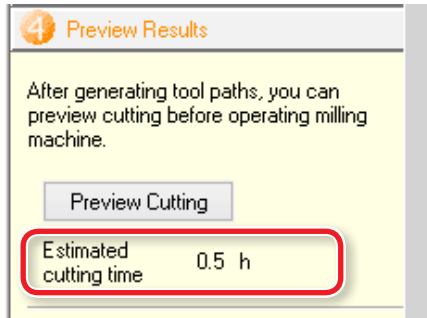 4 Preview Results
After generating tool paths, you can
preview cutting before operating milling
machine.
Preview Cutting
Estimated
cutting time 0.5 h